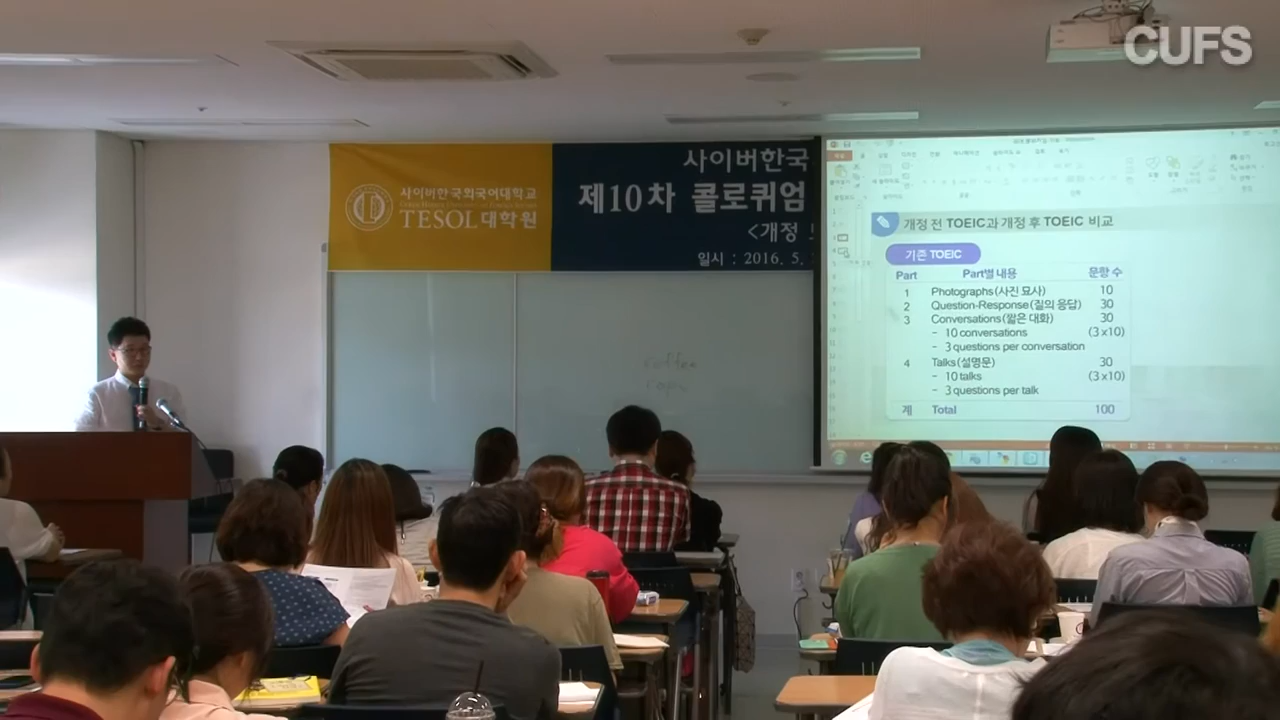 CUFS
사이버한국외국어대학교
TESOL 대학원
사이버한국
제10차 콜로퀴엄
<개정
일시 : 2016. 5.
개정 전 TOEIC과 개정 후 TOEIC 비교
기존 TOEIC
Part Part별 내용 문항 수
1 Photographs (사진 묘사) 10
2 Question-Response (질의 응답) 30
3 Conversations (짧은 대화) 30
- 10 conversations (3 x 10)
- 3 questions per conversation
4 Talks (설명문) 30
- 10 talks (3 x 10)
- 3 questions per talk
계 Total 100